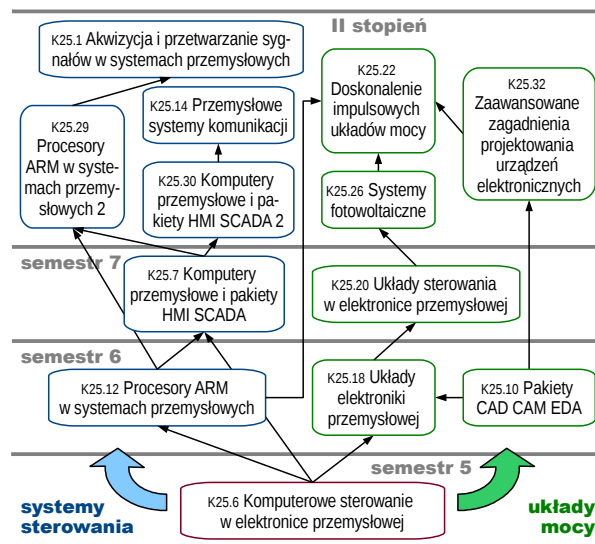 II stopień
K25.1 Akwizycja i przetwarzanie syg-
nałów w systemach przemysłowych
K25.14 Przemysłowe
systemy komunikacji
K25.22
Doskonalenie
impulsowych
układów mocy
K25.32
Zaawansowane
zagadnienia
projektowania
urządzeń
elektronicznych
K25.29
Procesory
ARM w syste-
mach przemy-
słowych 2
K25.30 Komputery
przemysłowe i pa-
kiety HMI SCADA 2
K25.26 Systemy
fotowoltaiczne
semestr 7
K25.7 Komputery
przemysłowe i pakiety
HMI SCADA
K25.20 Układy sterowania
w elektronice przemysłowej
semestr 6
K25.12 Procesory ARM
w systemach przemysłowych
K25.18 Układy
elektroniki
przemysłowej
K25.10 Pakiety
CAD CAM EDA
semestr 5
systemy
sterowania
K25.6 Komputerowe sterowanie
w elektronice przemysłowej
układy
mocy